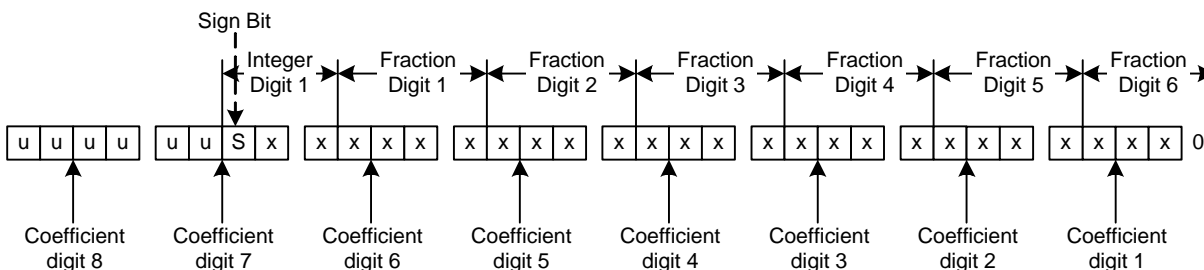 Sign Bit
Integer Digit 1
Fraction Digit 1
Fraction Digit 2
Fraction Digit 3
Fraction Digit 4
Fraction Digit 5
Fraction Digit 6
u u u u u u S x x x x x x x x x x x x x x x x x x x x x x x x x 0
Coefficient digit 8
Coefficient digit 7
Coefficient digit 6
Coefficient digit 5
Coefficient digit 4
Coefficient digit 3
Coefficient digit 2
Coefficient digit 1